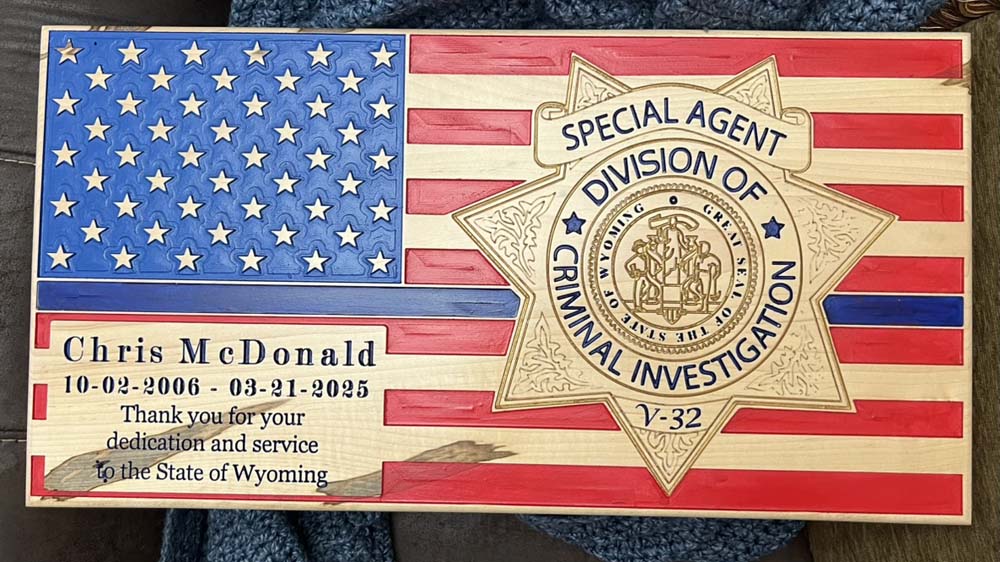 SPECIAL AGENT
DIVISION OF
CRIMINAL INVESTIGATION
GREAT SEAL OF THE STATE OF WYOMING
V-32
Chris McDonald
10-02-2006 - 03-21-2025
Thank you for your
dedication and service
to the State of Wyoming